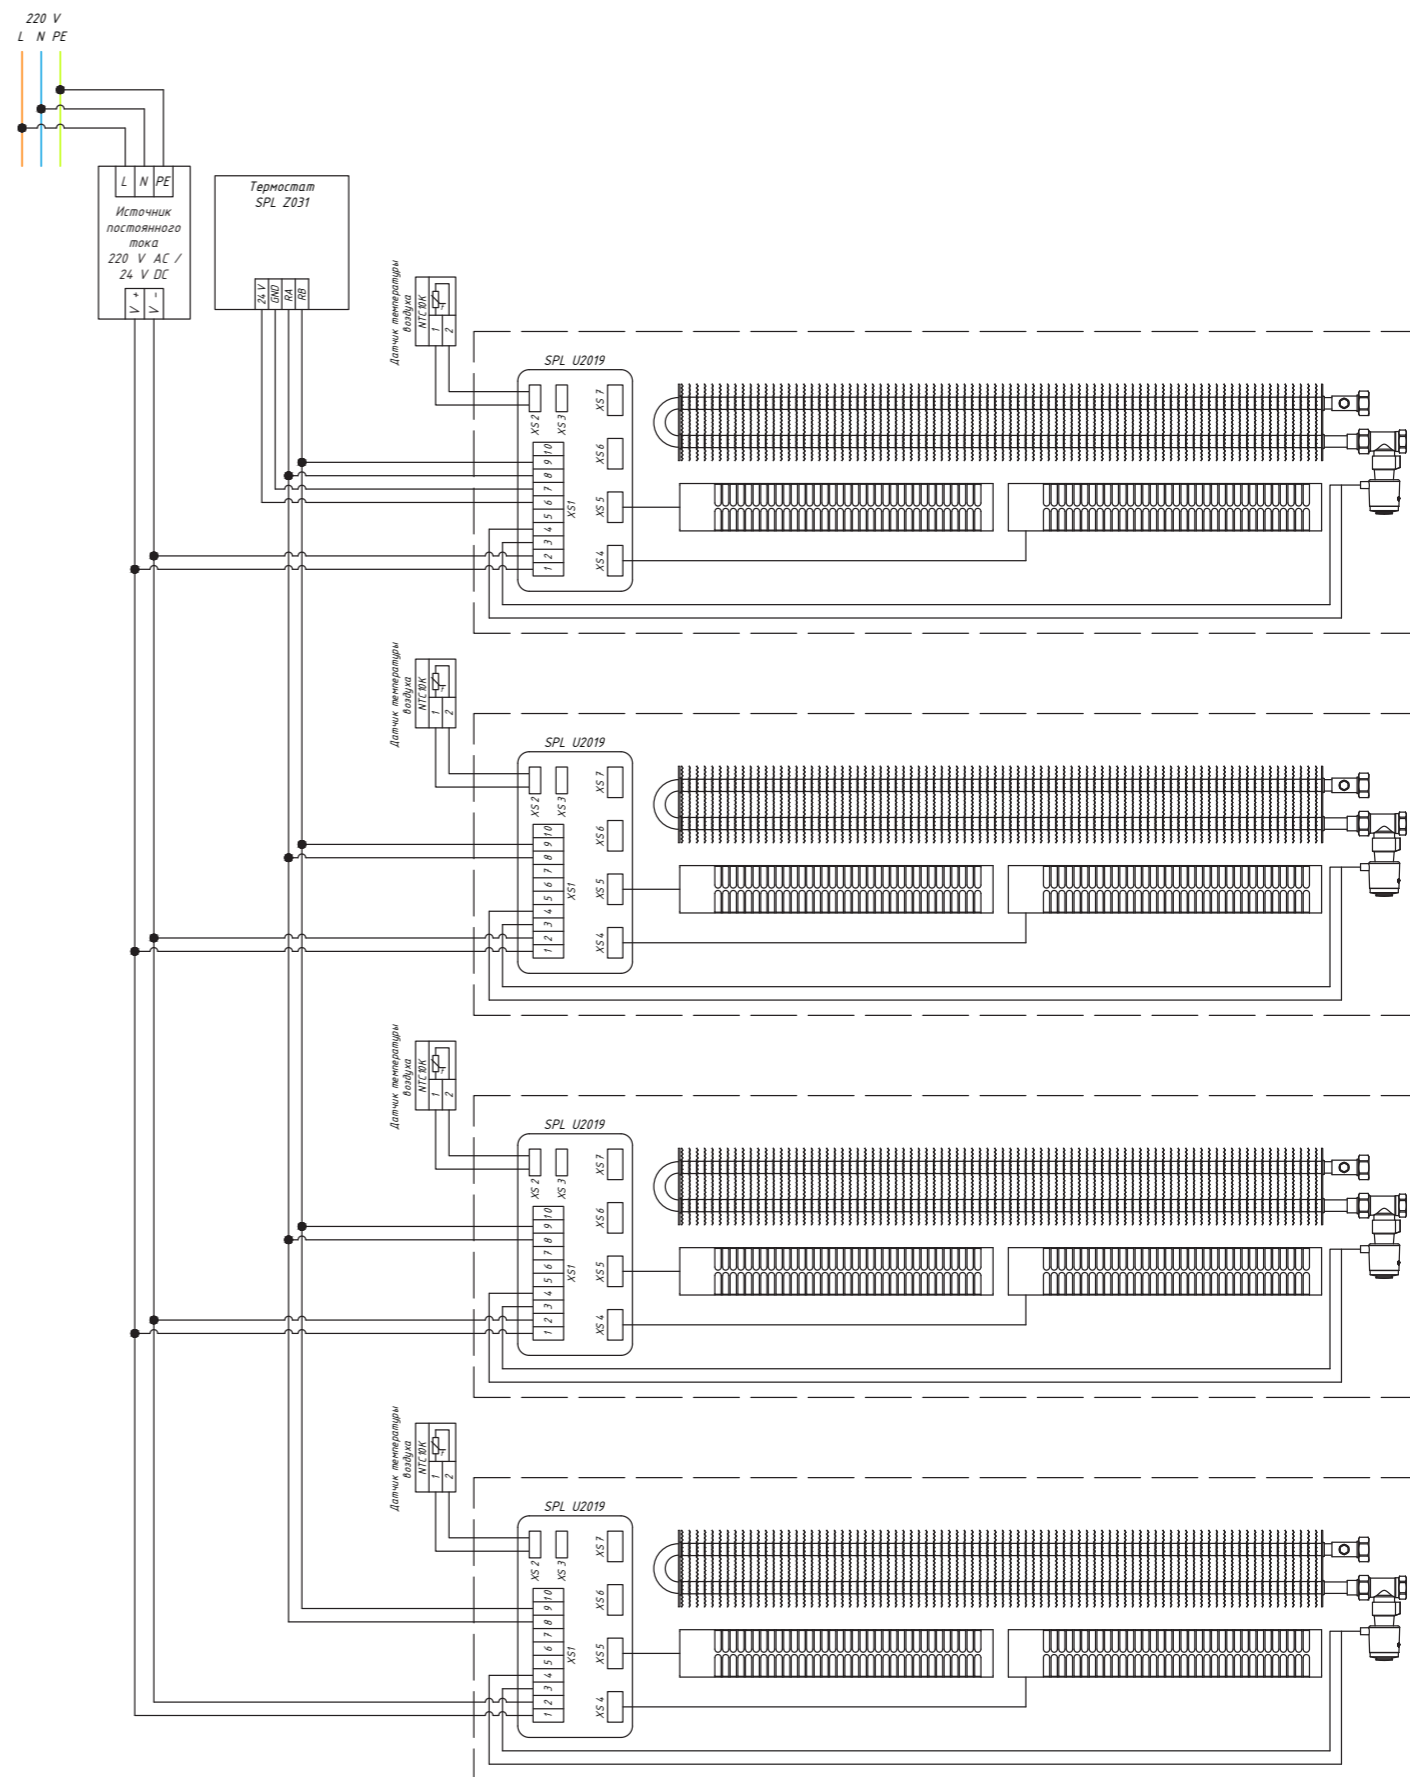 220 V
L N PE
L N PE
Источник
постоянного
тока
220 V AC /
24 V DC
V +
V -
Термостат
SPL Z031
24 V
GND
RA
RB
Датчик температуры
воздуха
NTC10K
1
2
SPL U2019
XS 2
XS 3
XS 7
XS 6
XS 5
XS 4
XS1
10
9
8
7
6
5
4
3
2
1
Датчик температуры
воздуха
NTC10K
1
2
SPL U2019
XS 2
XS 3
XS 7
XS 6
XS 5
XS 4
XS1
10
9
8
7
6
5
4
3
2
1
Датчик температуры
воздуха
NTC10K
1
2
SPL U2019
XS 2
XS 3
XS 7
XS 6
XS 5
XS 4
XS1
10
9
8
7
6
5
4
3
2
1
Датчик температуры
воздуха
NTC10K
1
2
SPL U2019
XS 2
XS 3
XS 7
XS 6
XS 5
XS 4
XS1
10
9
8
7
6
5
4
3
2
1